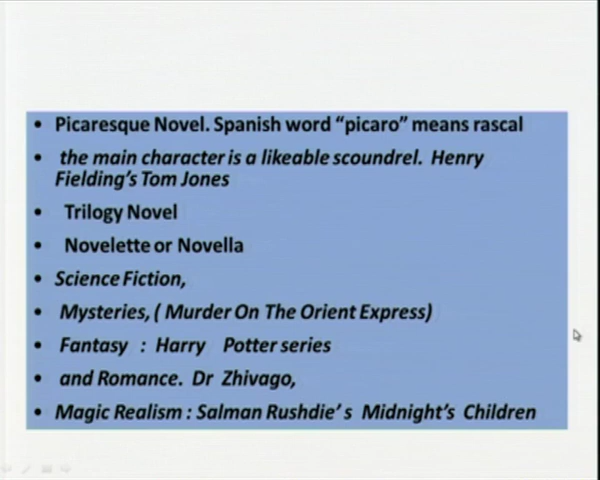 • Picaresque Novel. Spanish word “picaro” means rascal
• the main character is a likeable scoundrel. Henry
Fielding’s Tom Jones
• Trilogy Novel
• Novelette or Novella
• Science Fiction,
• Mysteries, ( Murder On The Orient Express)
• Fantasy : Harry Potter series
• and Romance. Dr Zhivago,
• Magic Realism : Salman Rushdie’ s Midnight’s Children